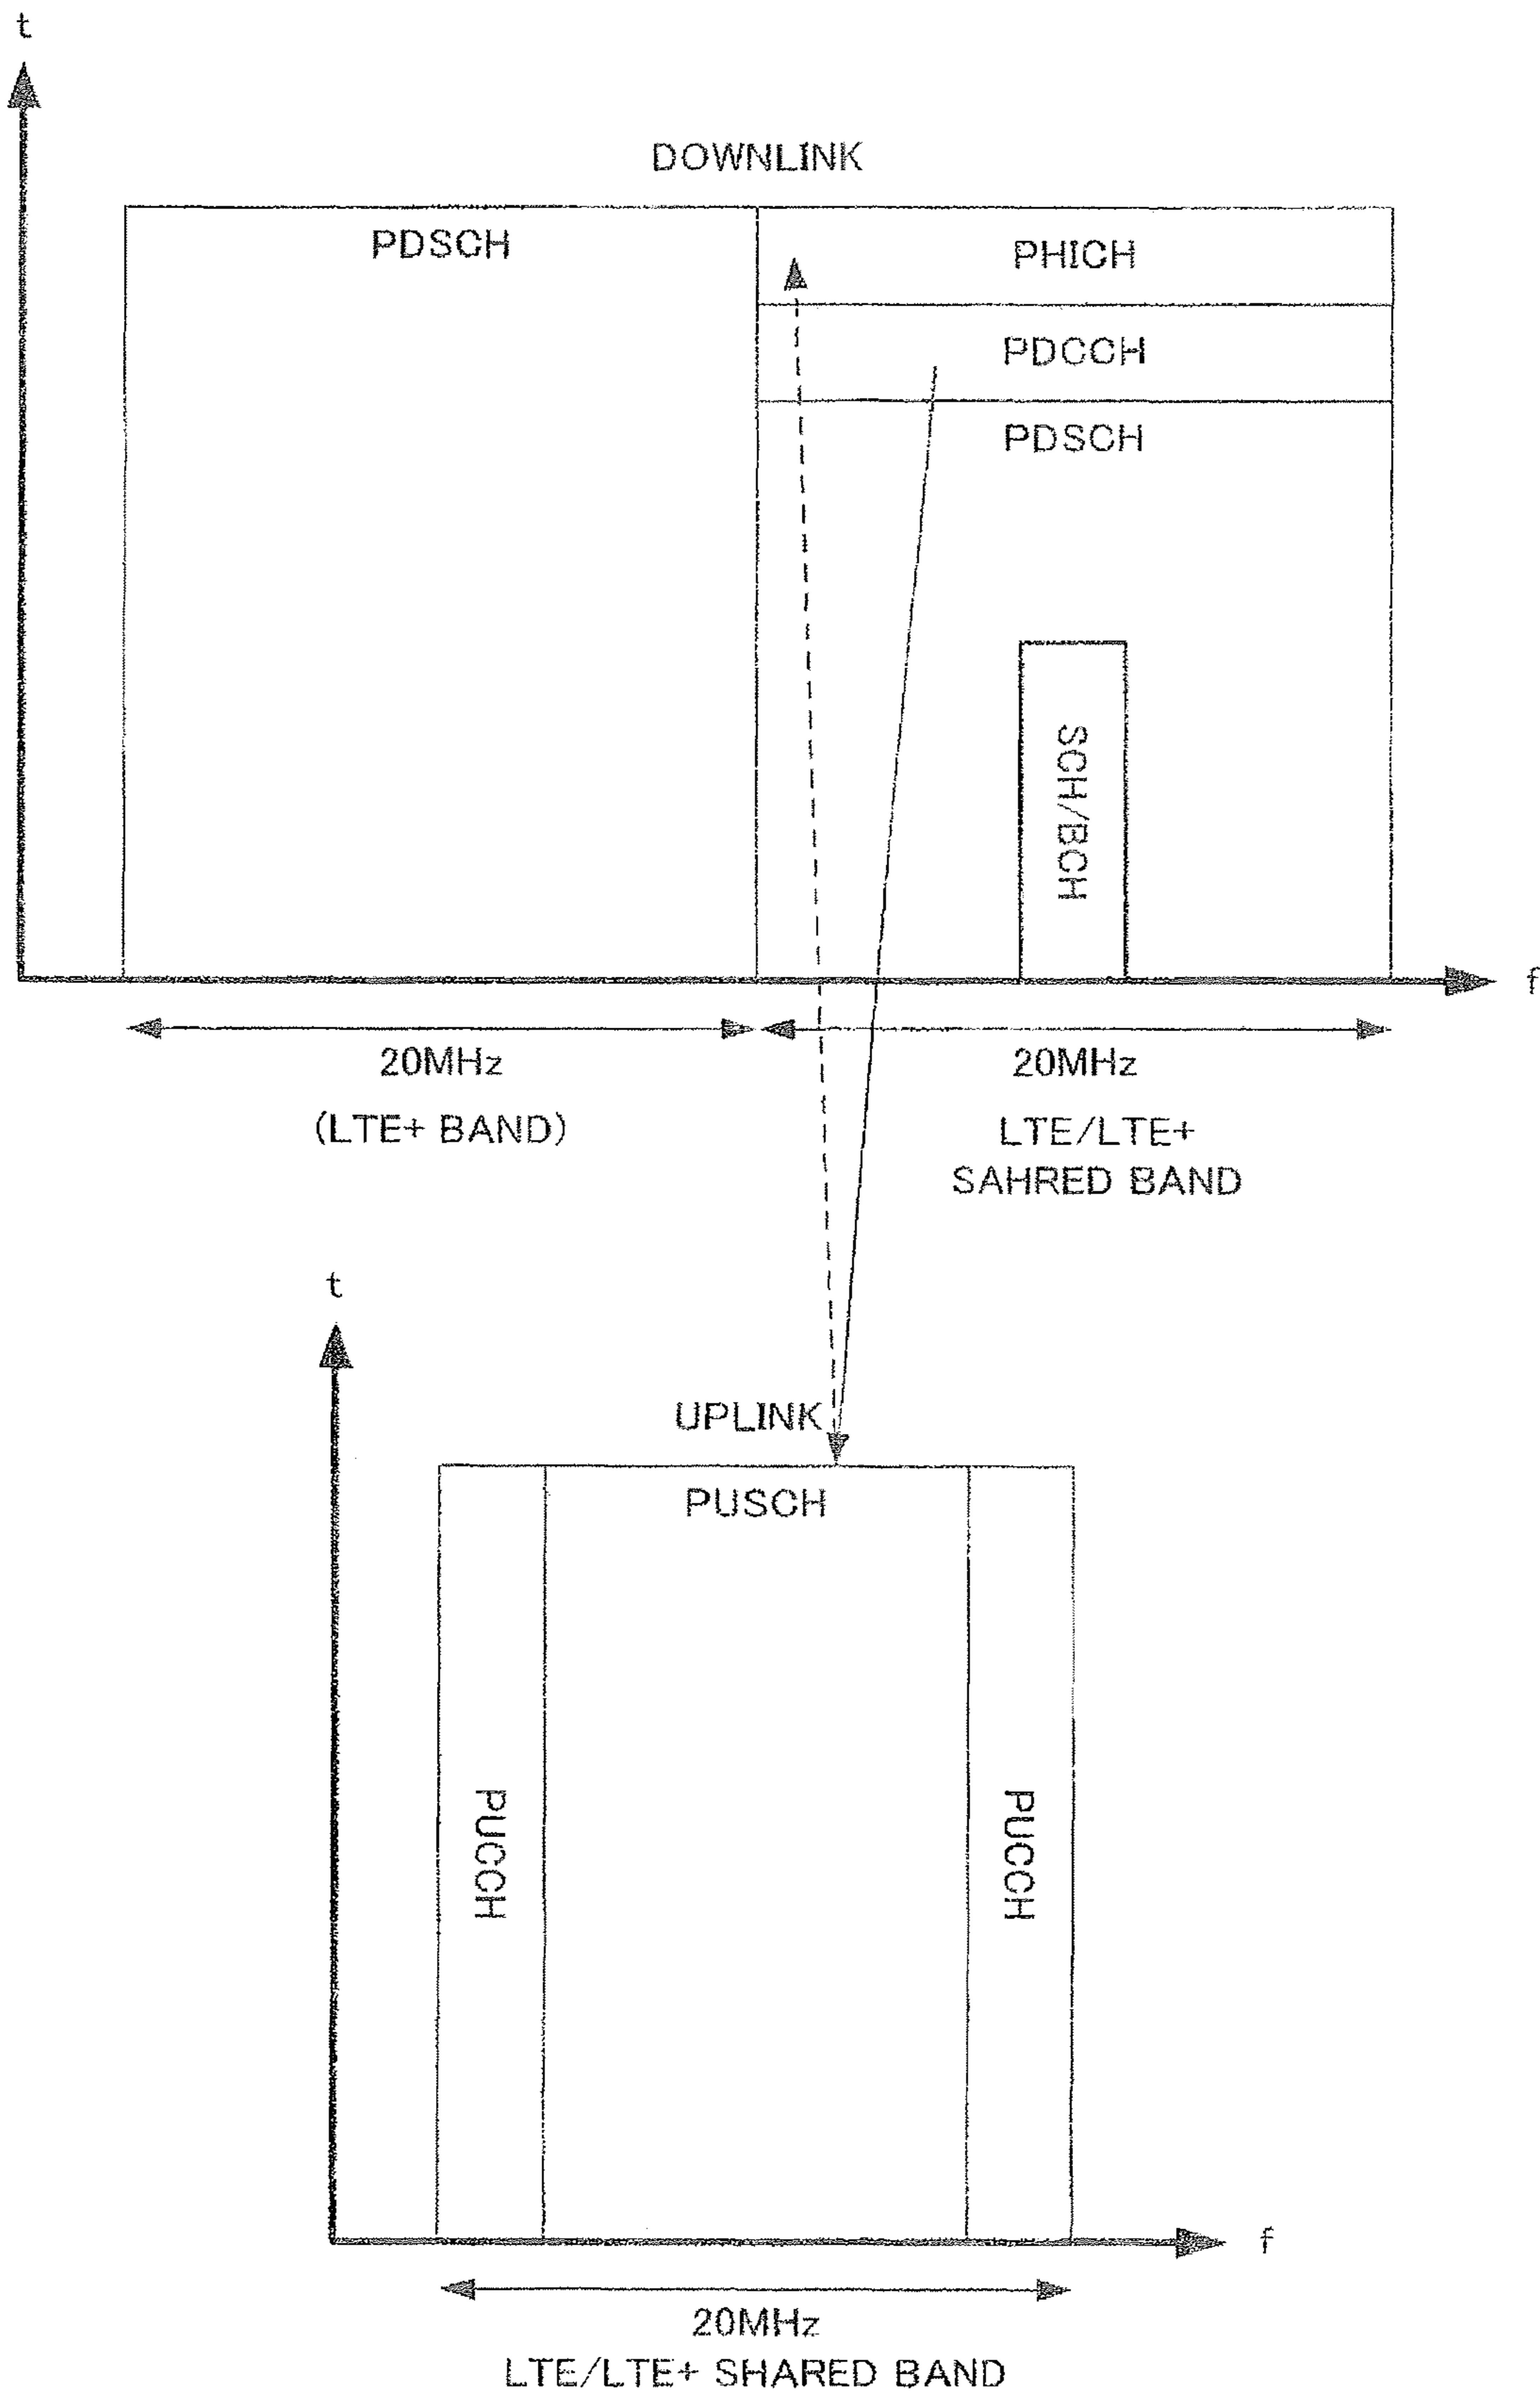 t
DOWNLINK
PDSCH
PHICH
PDCCH
PDSCH
SCH/BCH
f
20MHz
(LTE+ BAND)
20MHz
LTE/LTE+
SAHRED BAND
t
UPLINK
PUSCH
PUCCH
PUCCH
f
20MHz
LTE/LTE+ SHARED BAND